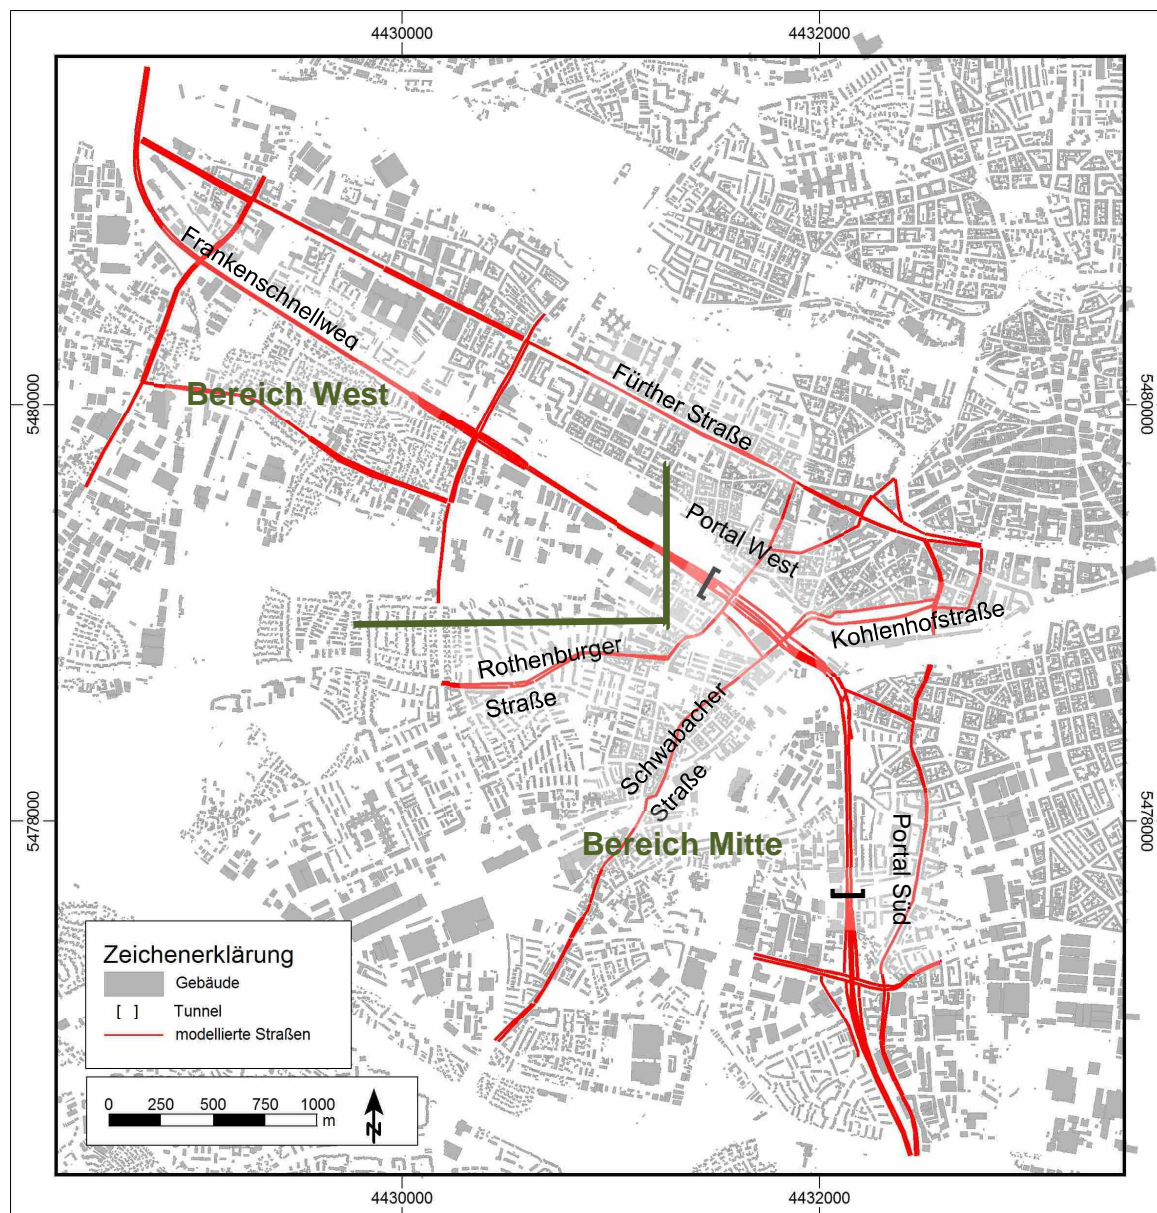 4430000
4432000
Frankenschnellweg
5480000
Bereich West
Fürther Straße
5480000
Portal West
Kohlenhofstraße
Rothenburger
Straße
Schwabacher
Straße
5478000
5478000
Bereich Mitte
Portal Süd
Zeichenerklärung
Gebäude
[ ] Tunnel
modellierte Straßen
0 250 500 750 1000
m
N
4430000
4432000